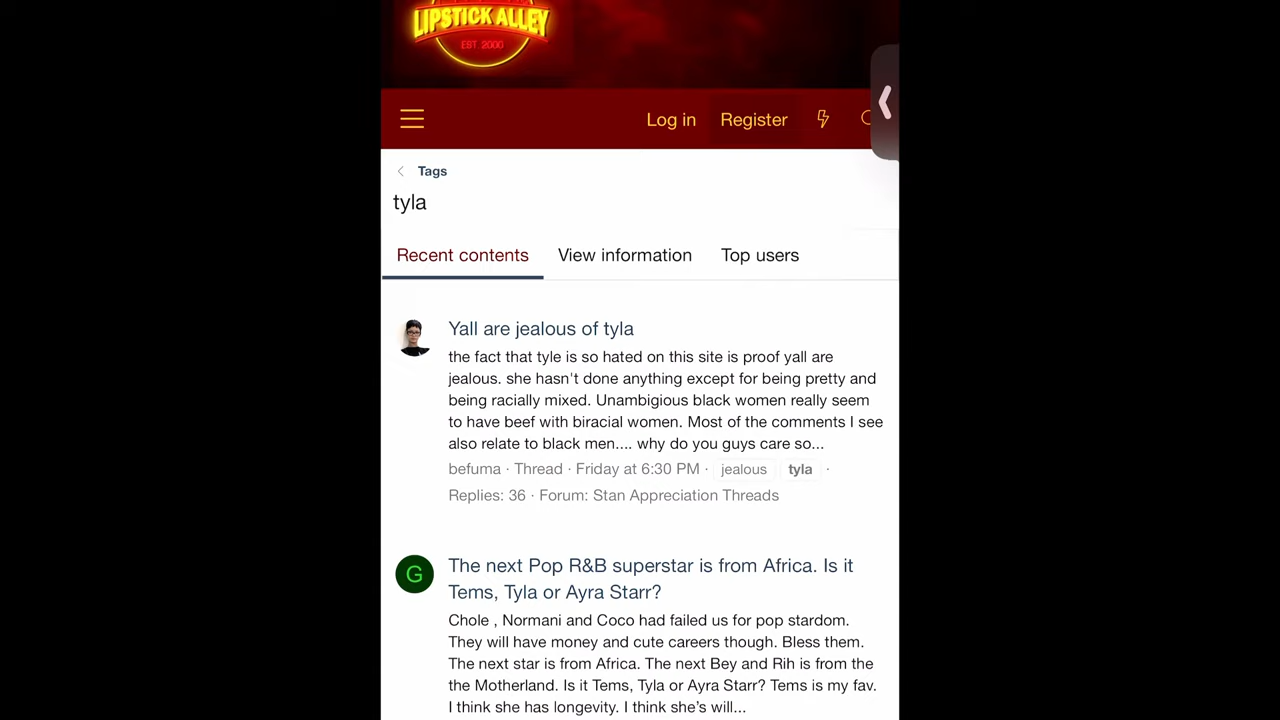 LIPSTICK ALLEY
EST. 2000
Log in Register
Tags
tyla
Recent contents View information Top users
Yall are jealous of tyla
the fact that tyle is so hated on this site is proof yall are
jealous. she hasn't done anything except for being pretty and
being racially mixed. Unambigious black women really seem
to have beef with biracial women. Most of the comments I see
also relate to black men.... why do you guys care so...
befuma · Thread · Friday at 6:30 PM · jealous tyla ·
Replies: 36 · Forum: Stan Appreciation Threads
G
The next Pop R&B superstar is from Africa. Is it
Tems, Tyla or Ayra Starr?
Chole , Normani and Coco had failed us for pop stardom.
They will have money and cute careers though. Bless them.
The next star is from Africa. The next Bey and Rih is from the
the Motherland. Is it Tems, Tyla or Ayra Starr? Tems is my fav.
I think she has longevity. I think she's will...